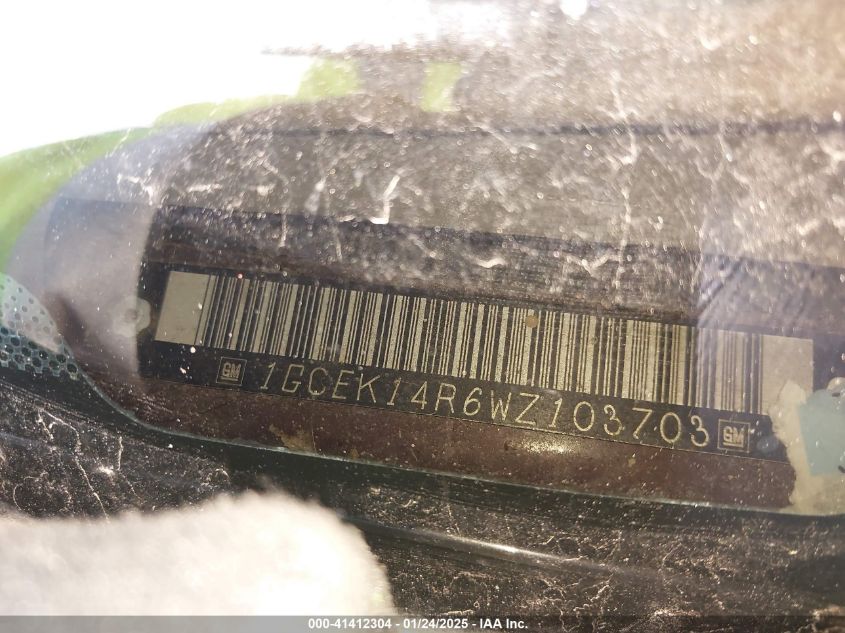 GM 1GCEK14R6WZ103703 GM
000-41412304 - 01/24/2025 - IAA Inc.